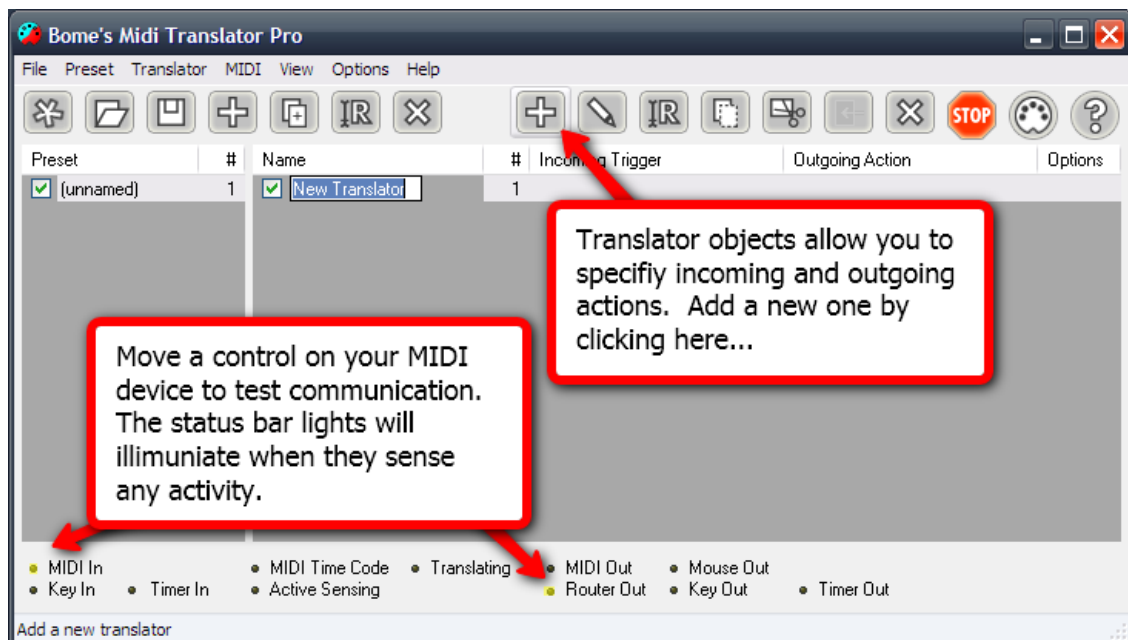 Bome's Midi Translator Pro
File Preset Translator MIDI View Options Help
STOP
Preset # Name # Incoming Trigger Outgoing Action Options
(unnamed) 1 New Translator 1
Translator objects allow you to
specifiy incoming and outgoing
actions. Add a new one by
clicking here...
Move a control on your MIDI
device to test communication.
The status bar lights will
illimuniate when they sense
any activity.
MIDI In MIDI Time Code Translating MIDI Out Mouse Out
Key In Timer In Active Sensing Router Out Key Out Timer Out
Add a new translator